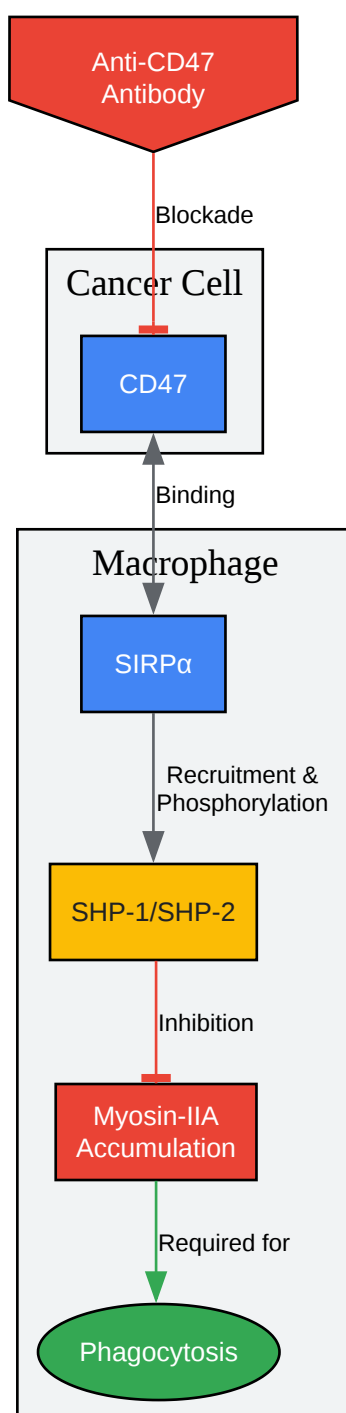 Anti-CD47
Antibody
Blockade
Cancer Cell
CD47
Binding
Macrophage
SIRPα
Recruitment &
Phosphorylation
SHP-1/SHP-2
Inhibition
Myosin-IIA
Accumulation
Required for
Phagocytosis